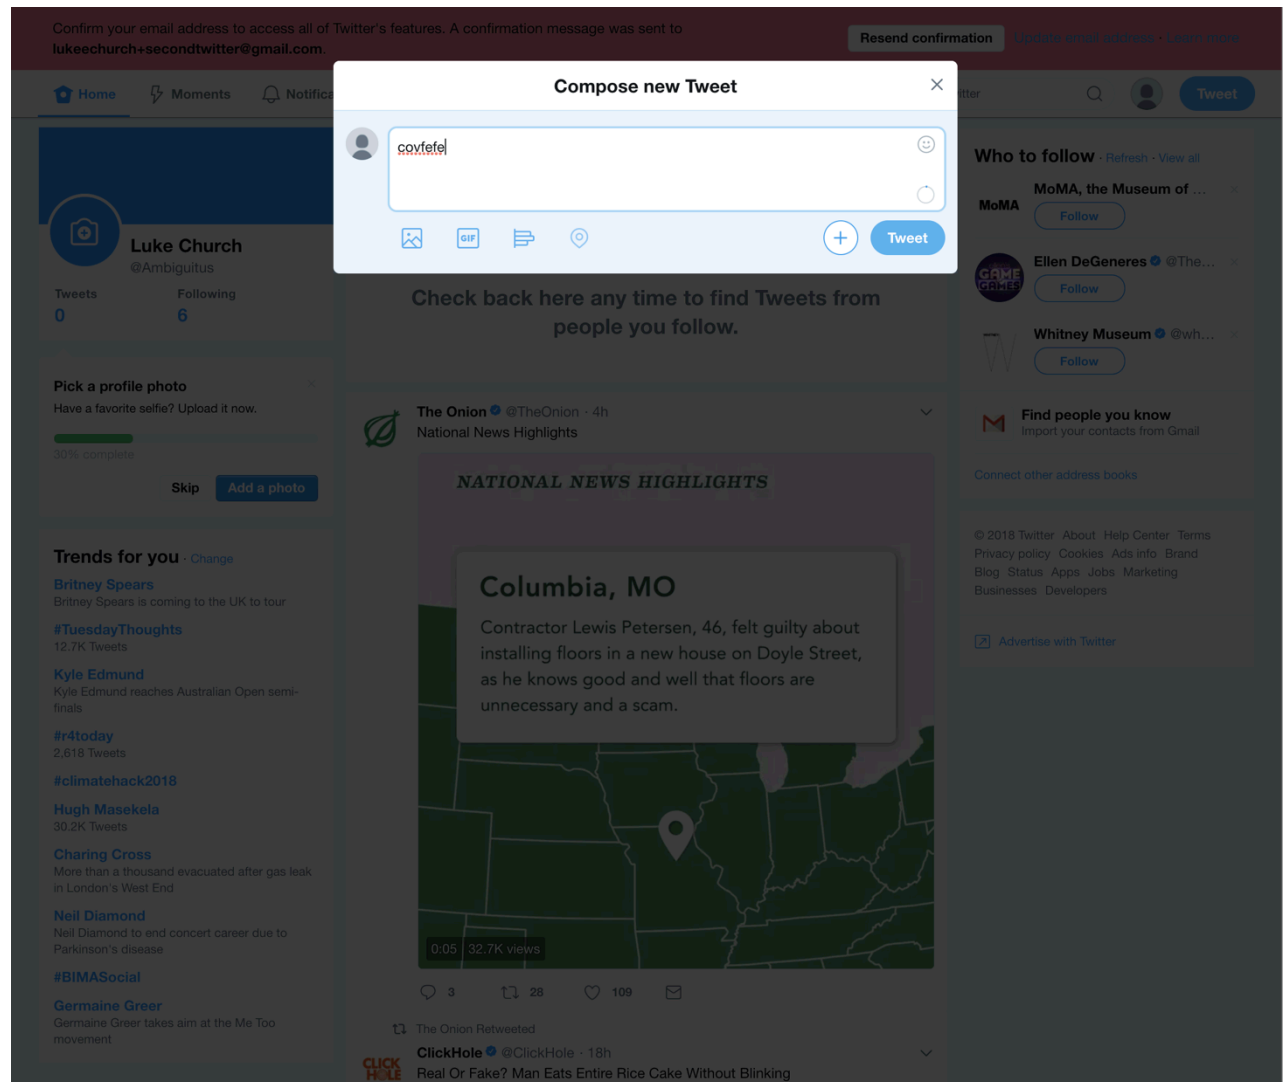 Confirm your email address to access all of Twitter's features. A confirmation message was sent to
lukeechurch+secondtwitter@gmail.com.
Resend confirmation
Update email address · Learn more
Home
Moments
Notifica
itter
Tweet
Compose new Tweet
covfefe
GIF
Tweet
Luke Church
@Ambiguitus
Tweets
Following
0
6
Pick a profile photo
Have a favorite selfie? Upload it now.
30% complete
Skip
Add a photo
Trends for you · Change
Britney Spears
Britney Spears is coming to the UK to tour
#TuesdayThoughts
12.7K Tweets
Kyle Edmund
Kyle Edmund reaches Australian Open semi-
finals
#r4today
2,618 Tweets
#climatehack2018
Hugh Masekela
30.2K Tweets
Charing Cross
More than a thousand evacuated after gas leak
in London's West End
Neil Diamond
Neil Diamond to end concert career due to
Parkinson's disease
#BIMASocial
Germaine Greer
Germaine Greer takes aim at the Me Too
movement
Check back here any time to find Tweets from
people you follow.
The Onion @TheOnion · 4h
National News Highlights
NATIONAL NEWS HIGHLIGHTS
Columbia, MO
Contractor Lewis Petersen, 46, felt guilty about
installing floors in a new house on Doyle Street,
as he knows good and well that floors are
unnecessary and a scam.
0:05
32.7K views
3
28
109
The Onion Retweeted
CLICK
HOLE
ClickHole @ClickHole · 18h
Real Or Fake? Man Eats Entire Rice Cake Without Blinking
Who to follow · Refresh · View all
MoMA
MoMA, the Museum of ...
Follow
GAME
GAMES
Ellen DeGeneres @The...
Follow
Whitney Museum @wh...
Follow
Find people you know
Import your contacts from Gmail
Connect other address books
© 2018 Twitter About Help Center Terms
Privacy policy Cookies Ads info Brand
Blog Status Apps Jobs Marketing
Businesses Developers
Advertise with Twitter